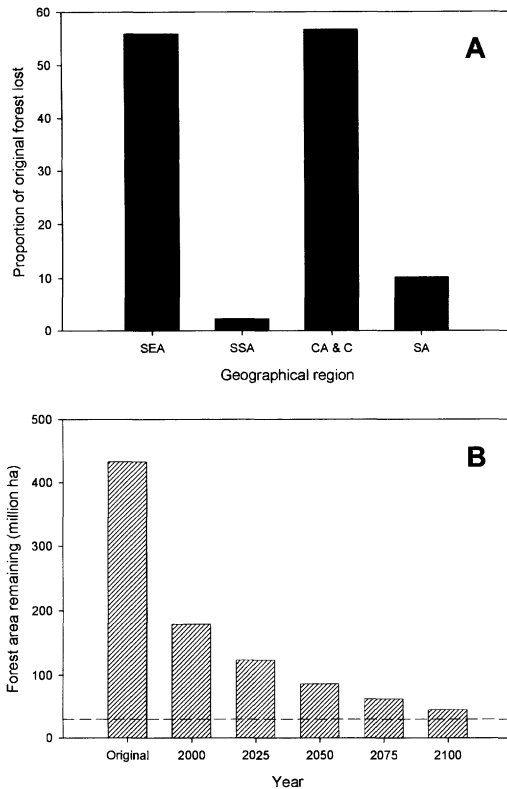 A
Proportion of original forest lost
60
50
40
30
20
10
0
SEA SSA CA & C SA
Geographical region
B
Forest area remaining (million ha)
500
400
300
200
100
0
Original 2000 2025 2050 2075 2100
Year